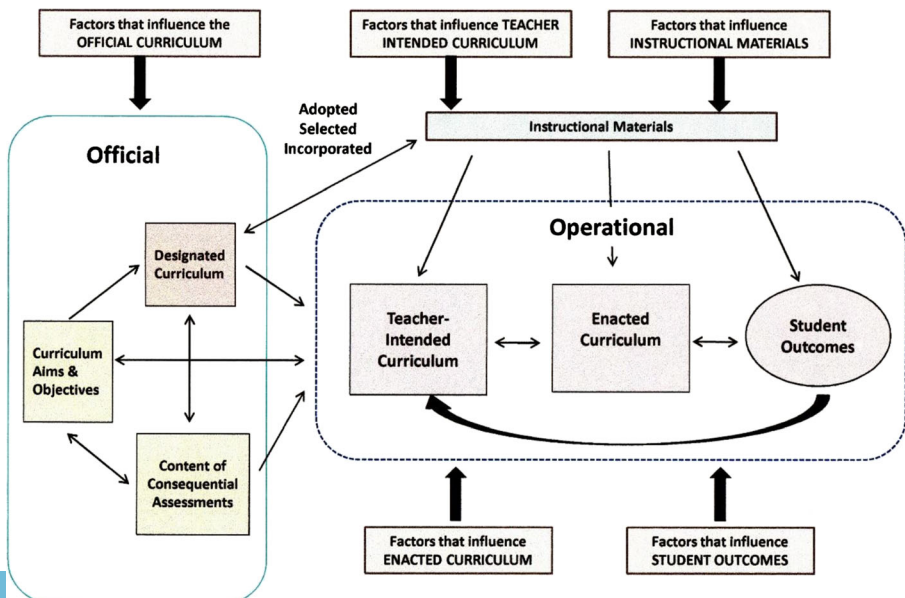 Factors that influence the
OFFICIAL CURRICULUM
Factors that influence TEACHER
INTENDED CURRICULUM
Factors that influence
INSTRUCTIONAL MATERIALS
Adopted
Selected
Incorporated
Instructional Materials
Official
Operational
Designated
Curriculum
Curriculum
Aims &
Objectives
Content of
Consequential
Assessments
Teacher-
Intended
Curriculum
Enacted
Curriculum
Student
Outcomes
Factors that influence
ENACTED CURRICULUM
Factors that influence
STUDENT OUTCOMES